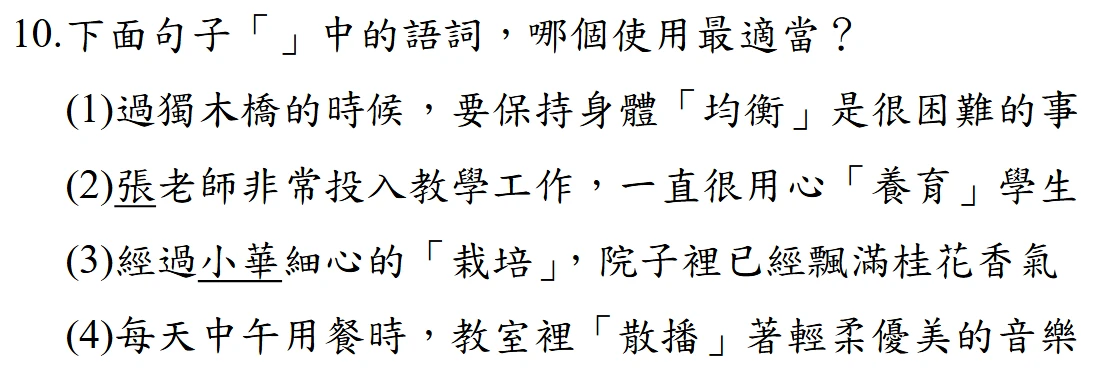 10.下面句子「 」中的語詞，哪個使用最適當？
(1)過獨木橋的時候，要保持身體「均衡」是很困難的事
(2)張老師非常投入教學工作，一直很用心「養育」學生
(3)經過小華細心的「栽培」，院子裡已經飄滿桂花香氣
(4)每天中午用餐時，教室裡「散播」著輕柔優美的音樂